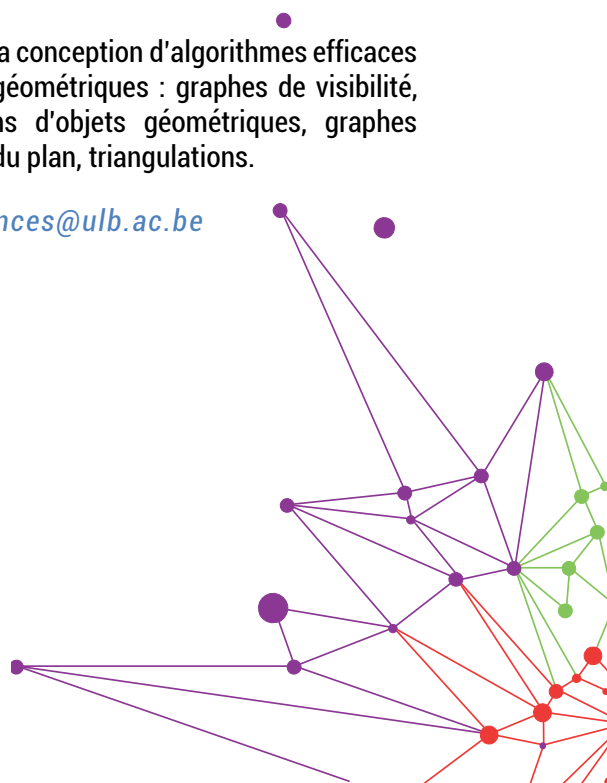 a conception d'algorithmes efficaces
géométriques : graphes de visibilité,
ns d'objets géométriques, graphes
du plan, triangulations.
nces@ulb.ac.be